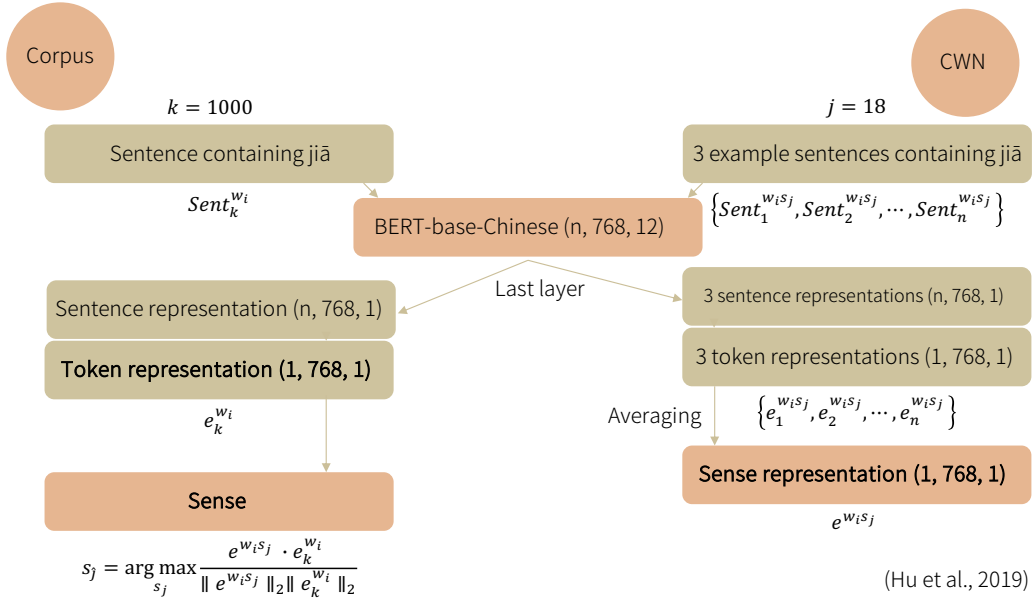 Corpus
CWN
k = 1000
j = 18
Sentence containing jiā
3 example sentences containing jiā
Sent_k^{w_i}
{Sent_1^{w_i s_j}, Sent_2^{w_i s_j}, ⋯, Sent_n^{w_i s_j}}
BERT-base-Chinese (n, 768, 12)
Last layer
Sentence representation (n, 768, 1)
3 sentence representations (n, 768, 1)
Token representation (1, 768, 1)
3 token representations (1, 768, 1)
e_k^{w_i}
Averaging
{e_1^{w_i s_j}, e_2^{w_i s_j}, ⋯, e_n^{w_i s_j}}
Sense
Sense representation (1, 768, 1)
e^{w_i s_j}
s_ĵ = arg max_{s_j} \frac{e^{w_i s_j} · e_k^{w_i}}{‖ e^{w_i s_j} ‖_2 ‖ e_k^{w_i} ‖_2}
(Hu et al., 2019)